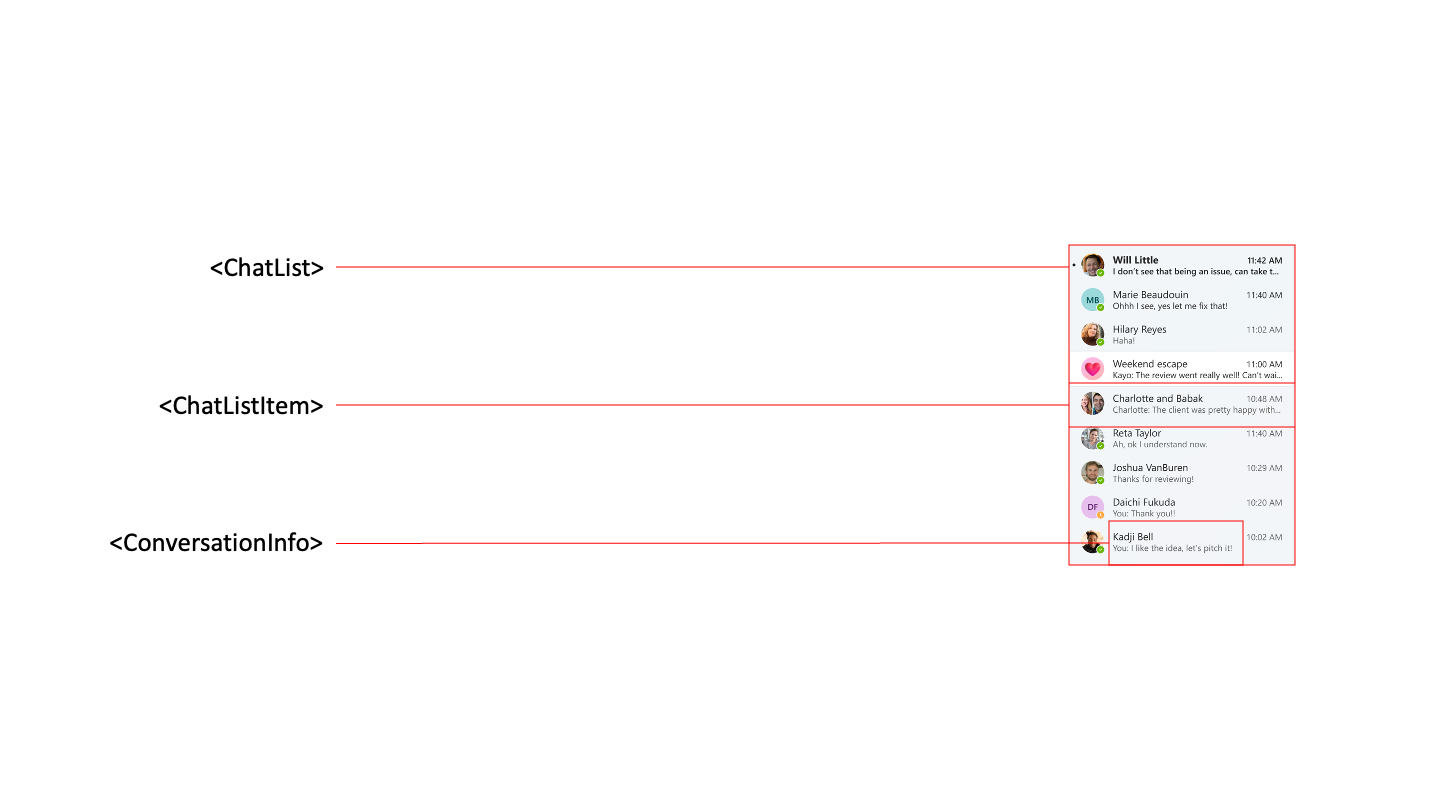 <ChatList>
<ChatListItem>
<ConversationInfo>
Will Little 11:42 AM
I don't see that being an issue, can take t...
MB
Marie Beaudouin 11:40 AM
Ohhh I see, yes let me fix that!
Hilary Reyes 11:02 AM
Haha!
Weekend escape 11:00 AM
Kayo: The review went really well! Can't wai...
Charlotte and Babak 10:48 AM
Charlotte: The client was pretty happy with...
Reta Taylor 11:40 AM
Ah, ok I understand now.
Joshua VanBuren 10:29 AM
Thanks for reviewing!
DF
Daichi Fukuda 10:20 AM
You: Thank you!!
Kadji Bell 10:02 AM
You: I like the idea, let's pitch it!